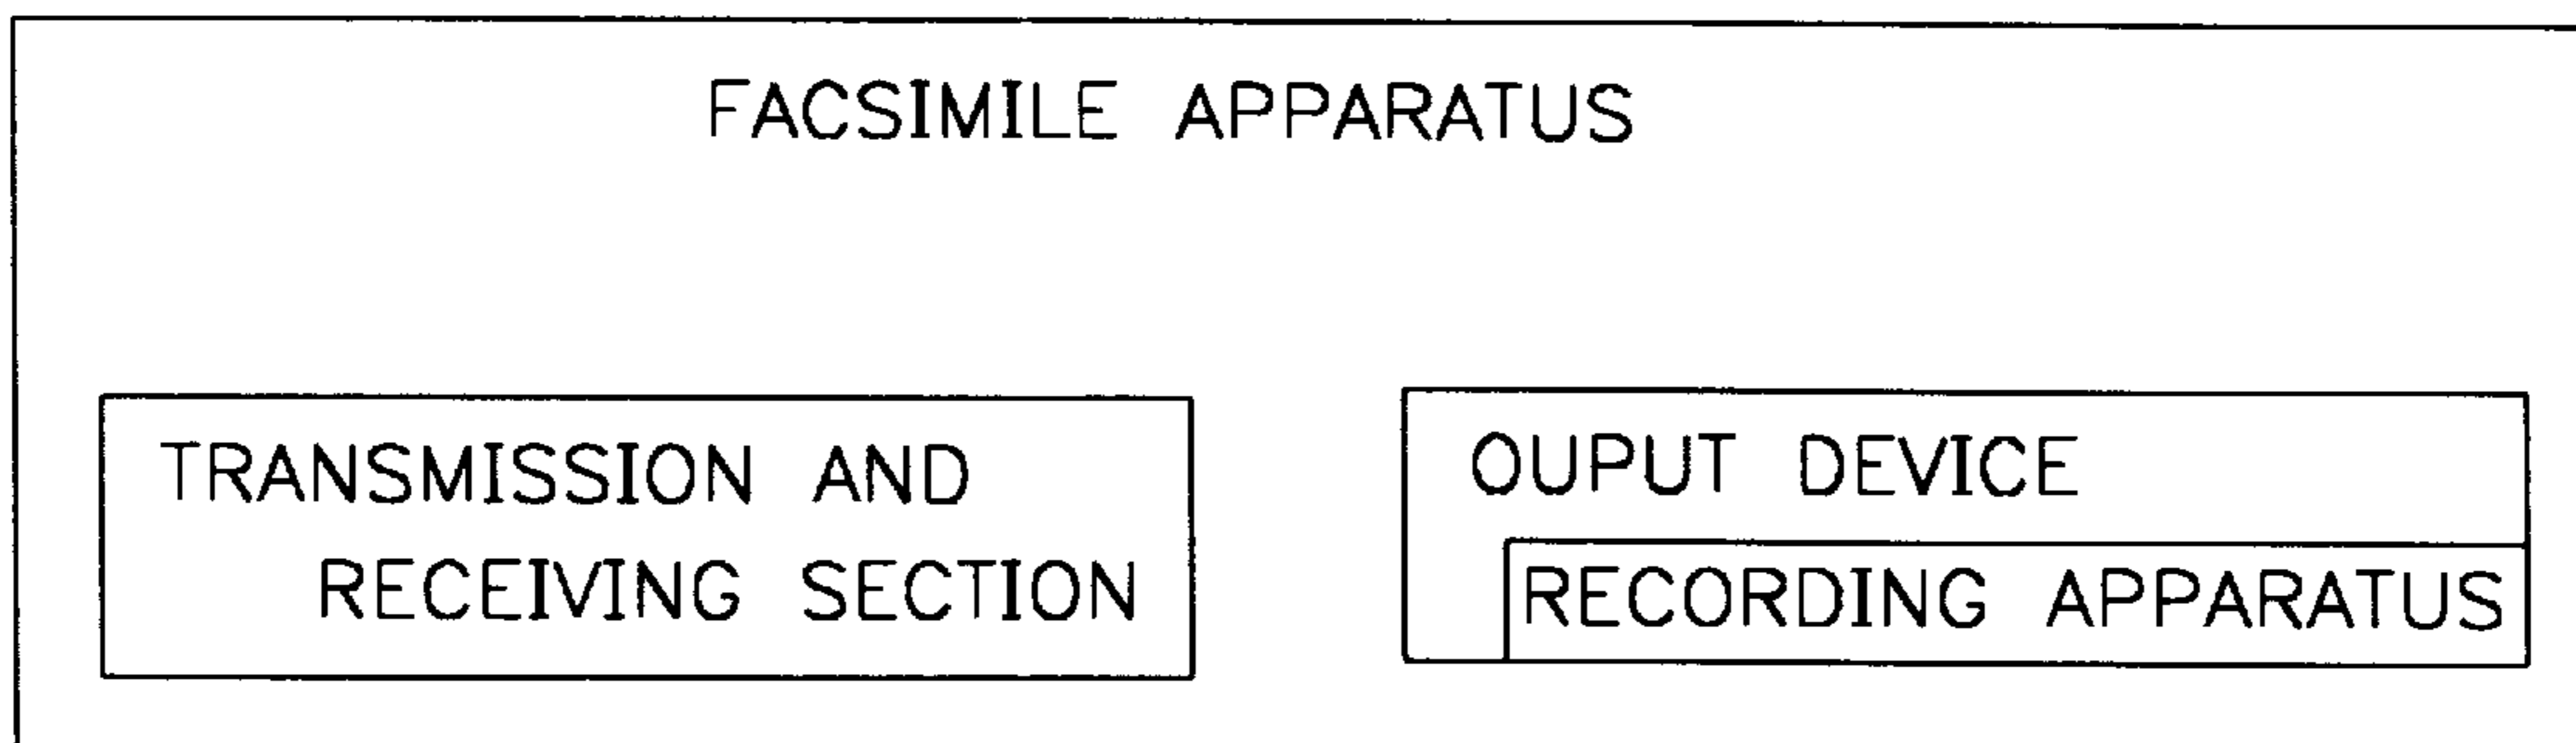 FACSIMILE APPARATUS
TRANSMISSION AND
RECEIVING SECTION
OUPUT DEVICE
RECORDING APPARATUS